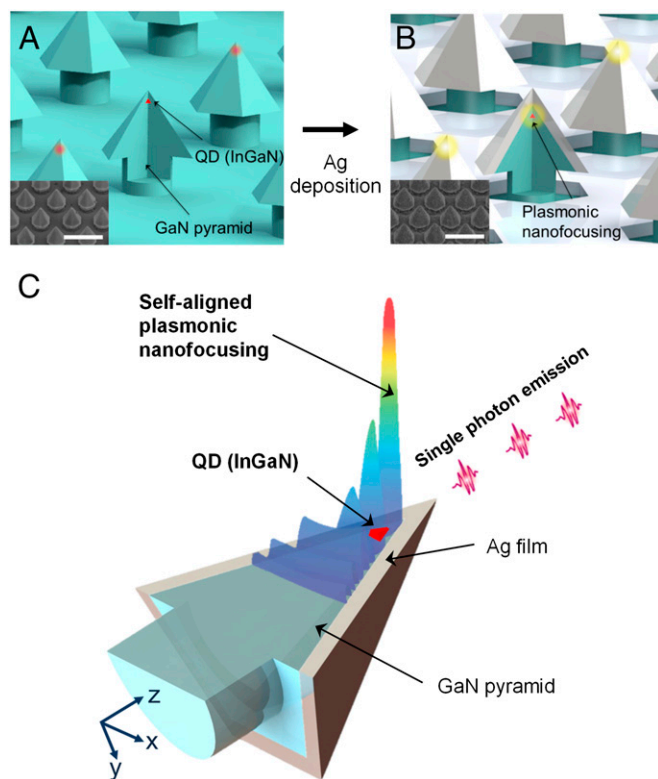 A
QD (InGaN)
GaN pyramid
Ag
deposition
B
Plasmonic
nanofocusing
C
Self-aligned
plasmonic
nanofocusing
Single photon emission
QD (InGaN)
Ag film
GaN pyramid
z
x
y